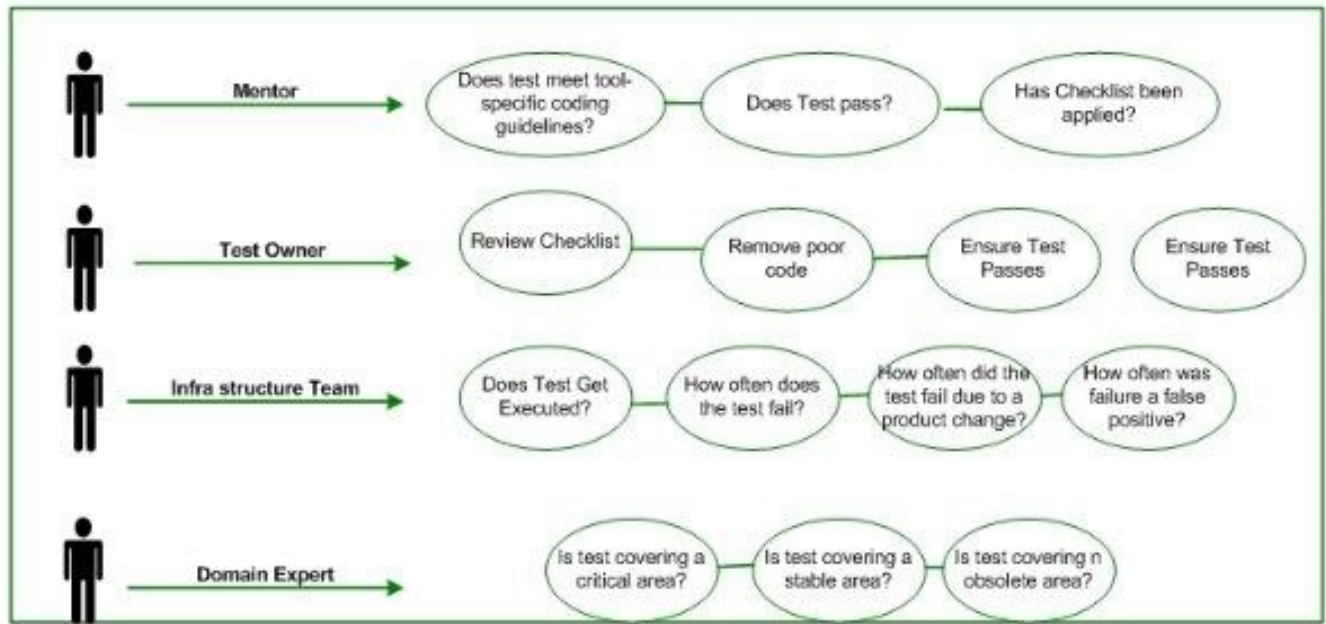 Mentor
Does test meet tool-
specific coding
guidelines?
Does Test pass?
Has Checklist been
applied?
Test Owner
Review Checklist
Remove poor
code
Ensure Test
Passes
Ensure Test
Passes
Infra structure Team
Does Test Get
Executed?
How often does
the test fail?
How often did the
test fail due to a
product change?
How often was
failure a false
positive?
Domain Expert
Is test covering a
critical area?
Is test covering a
stable area?
Is test covering n
obsolete area?